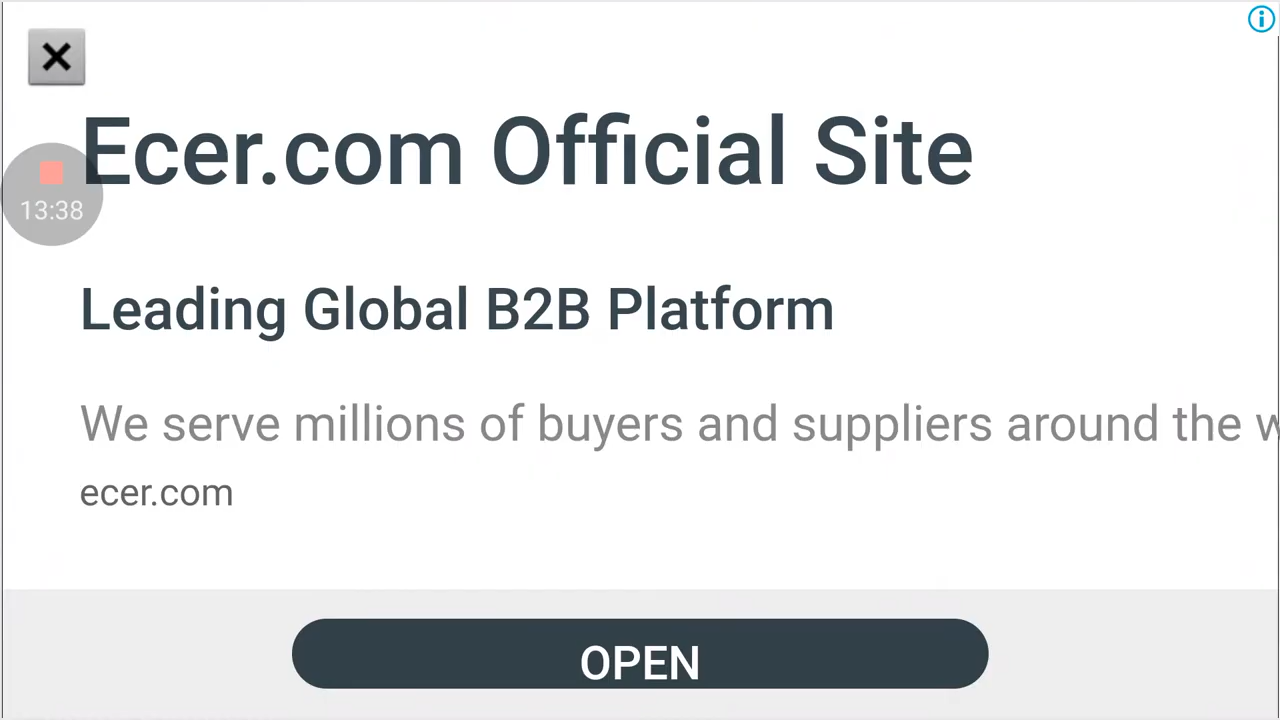 Ecer.com Official Site
13:38
Leading Global B2B Platform
We serve millions of buyers and suppliers around the
ecer.com
OPEN